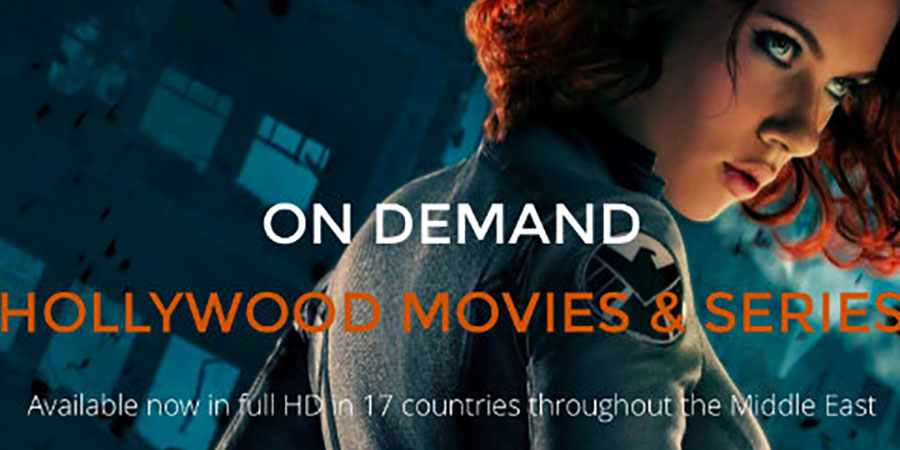 ON DEMAND
HOLLYWOOD MOVIES & SERIES
Available now in full HD in 17 countries throughout the Middle East